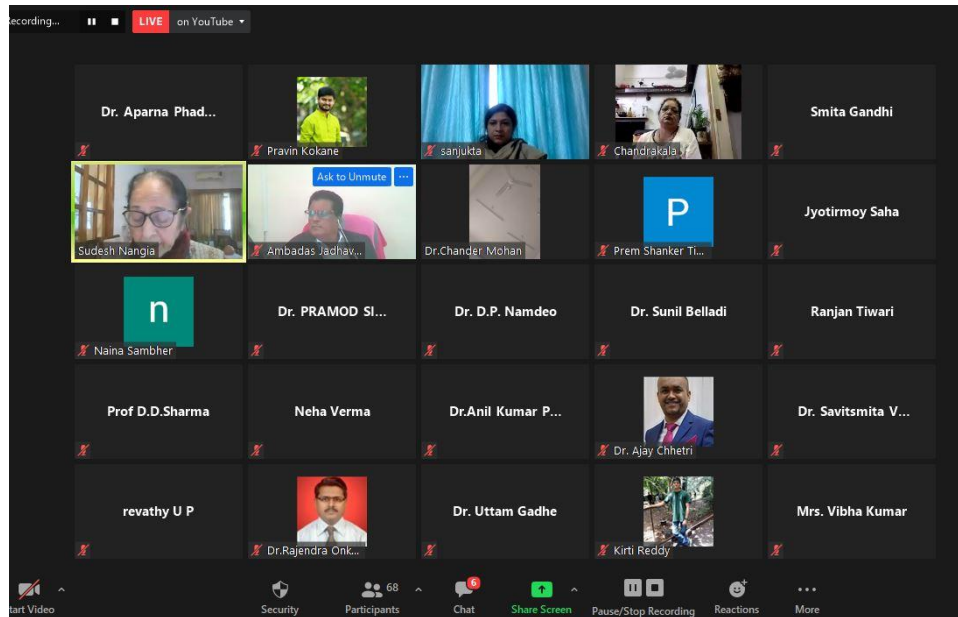 ecording...
LIVE on YouTube
Dr. Aparna Phad...
Pravin Kokane
sanjukta
Chandrakala
Smita Gandhi
Sudesh Nangia
Ask to Unmute ...
Ambadas Jadhav...
Dr.Chander Mohan
P
Prem Shanker Ti...
Jyotirmoy Saha
n
Naina Sambher
Dr. PRAMOD SI...
Dr. D.P. Namdeo
Dr. Sunil Belladi
Ranjan Tiwari
Prof D.D.Sharma
Neha Verma
Dr.Anil Kumar P...
Dr. Ajay Chhetri
Dr. Savitsmita V...
revathy U P
Dr.Rajendra Onk...
Dr. Uttam Gadhe
Kirti Reddy
Mrs. Vibha Kumar
tart Video
Security
68
Participants
6
Chat
Share Screen
Pause/Stop Recording
Reactions
More